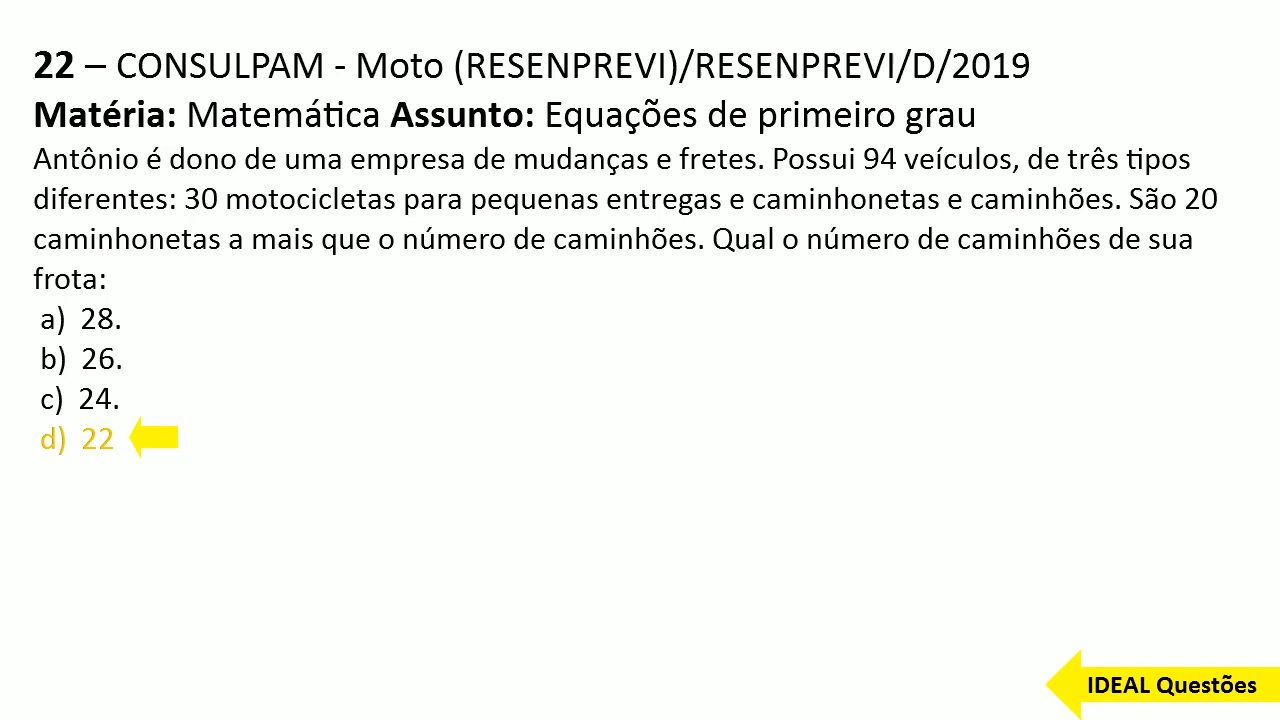 22 – CONSULPAM - Moto (RESENPREVI)/RESENPREVI/D/2019
Matéria: Matemática Assunto: Equações de primeiro grau
Antônio é dono de uma empresa de mudanças e fretes. Possui 94 veículos, de três tipos
diferentes: 30 motocicletas para pequenas entregas e caminhonetas e caminhões. São 20
caminhonetas a mais que o número de caminhões. Qual o número de caminhões de sua
frota:
a) 28.
b) 26.
c) 24.
d) 22
IDEAL Questões